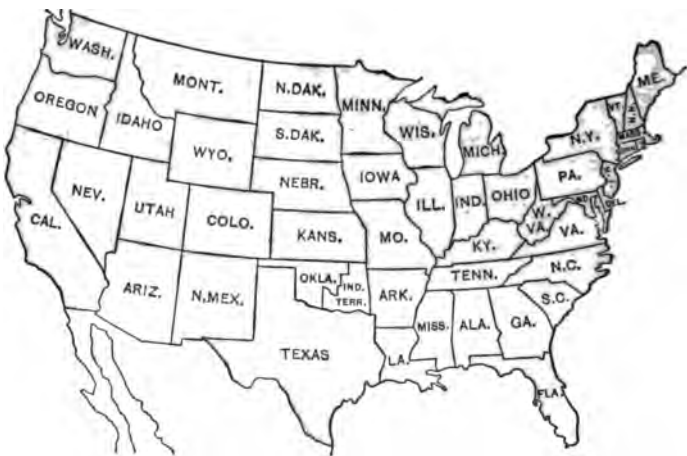 WASH.
MONT.
N.DAK.
MINN.
ME.
OREGON
IDAHO
S.DAK.
WIS.
MICH.
VT.
N.H.
N.Y.
MASS.
WYO.
NEBR.
IOWA
PA.
NEV.
UTAH
COLO.
ILL.
IND.
OHIO
CAL.
KANS.
MO.
W.
VA.
VA.
MD.
DEL.
KY.
ARIZ.
N.MEX.
OKLA.
IND.
TERR.
ARK.
TENN.
N.C.
S.C.
TEXAS
LA.
MISS.
ALA.
GA.
FLA.